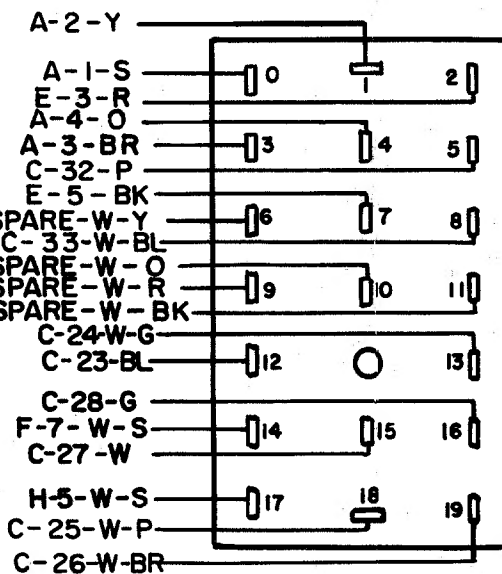 A-2-Y
A-1-S
E-3-R
A-4-O
A-3-BR
C-32-P
E-5-BK
SPARE-W-Y
C-33-W-BL
SPARE-W-O
SPARE-W-R
SPARE-W-BK
C-24-W-G
C-23-BL
C-28-G
F-7-W-S
C-27-W
H-5-W-S
C-25-W-P
C-26-W-BR
0 1 2
3 4 5
6 7 8
9 10 11
12 13
14 15 16
17 18 19